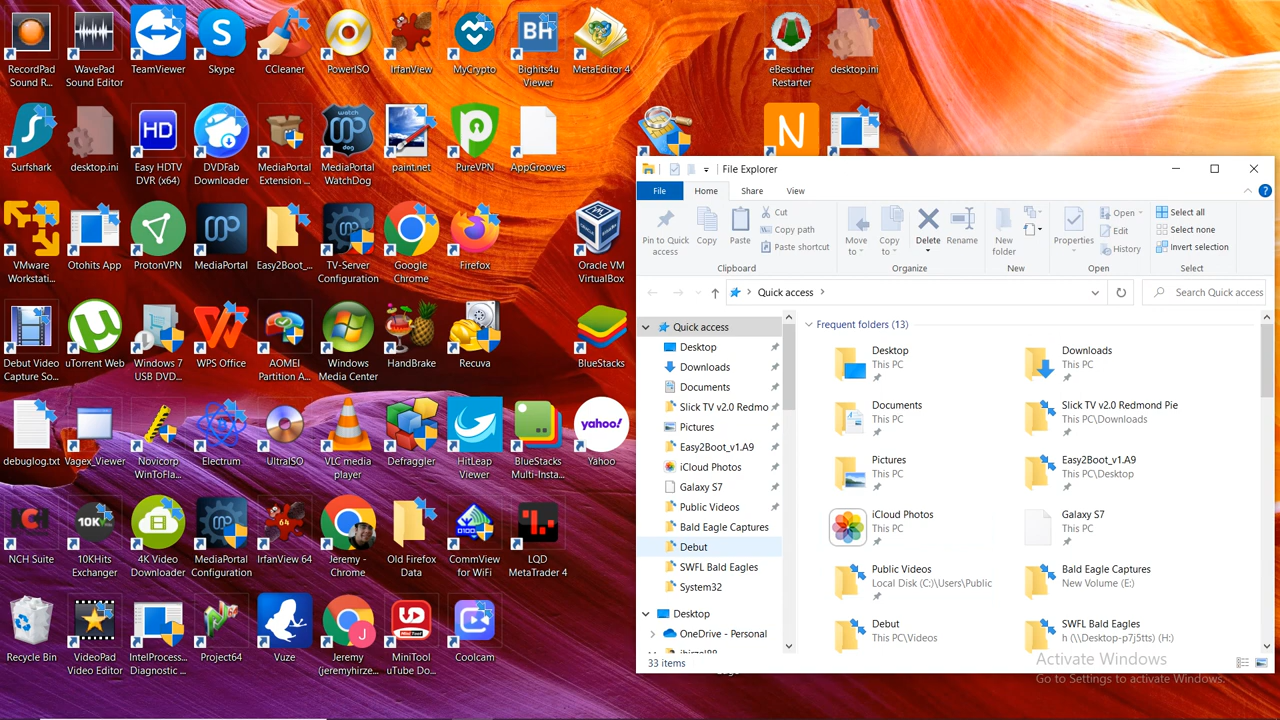 RecordPad
Sound R...
WavePad
Sound Editor
TeamViewer
Skype
CCleaner
PowerISO
IrfanView
MyCrypto
BH
Bighits4u
Viewer
MetaEditor 4
eBesucher
Restarter
desktop.ini
Surfshark
desktop.ini
HD
Easy HDTV
DVR (x64)
DVDFab
Downloader
MediaPortal
Extension ...
watch
dog
MediaPortal
WatchDog
paint.net
PureVPN
AppGrooves
N
VMware
Workstati...
Otohits App
ProtonVPN
MediaPortal
Easy2Boot_...
TV-Server
Configuration
Google
Chrome
Firefox
Oracle VM
VirtualBox
Debut Video
Capture So...
uTorrent Web
Windows 7
USB DVD...
WPS Office
AOMEI
Partition A...
Windows
Media Center
HandBrake
Recuva
BlueStacks
debuglog.txt
Vagex_Viewer
Novicorp
WinToFla...
Electrum
UltraISO
VLC media
player
Defraggler
HitLeap
Viewer
BlueStacks
Multi-Insta...
yahoo!
Yahoo
NCH
NCH Suite
10KV
10KHits
Exchanger
4K Video
Downloader
MediaPortal
Configuration
64
IrfanView 64
Jeremy -
Chrome
Old Firefox
Data
CommView
for WiFi
LQD
MetaTrader 4
Recycle Bin
VideoPad
Video Editor
IntelProcess...
Diagnostic ...
Project64
Vuze
J
Jeremy
(jeremyhirze...
MiniTool
uTube Do...
Coolcam
File Explorer
File
Home
Share
View
Pin to Quick
access
Copy
Paste
Cut
Copy path
Paste shortcut
Clipboard
Move
to
Copy
to
Delete
Rename
Organize
New
folder
New
Properties
Open
Edit
History
Open
Select all
Select none
Invert selection
Select
Quick access
Search Quick access
Quick access
Desktop
Downloads
Documents
Slick TV v2.0 Redmo
Pictures
Easy2Boot_v1.A9
iCloud Photos
Galaxy S7
Public Videos
Bald Eagle Captures
Debut
SWFL Bald Eagles
System32
Desktop
OneDrive - Personal
Frequent folders (13)
Desktop
This PC
Downloads
This PC
Documents
This PC
Slick TV v2.0 Redmond Pie
This PC\Downloads
Pictures
This PC
Easy2Boot_v1.A9
This PC\Desktop
iCloud Photos
This PC
Galaxy S7
This PC
Public Videos
Local Disk (C:)\Users\Public
Bald Eagle Captures
New Volume (E:)
Debut
This PC\Videos
SWFL Bald Eagles
h (\\Desktop-p7j5tts) (H:)
33 items
Activate Windows
Go to Settings to activate Windows.